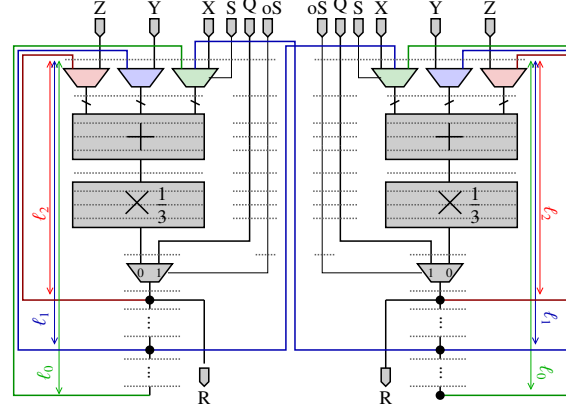 Z Y X S Q oS oS Q S X Y Z
+ +
× 1/3 × 1/3
ℓ2 ℓ2
0 1 1 0
ℓ1 ℓ1
ℓ0 ℓ0
R R